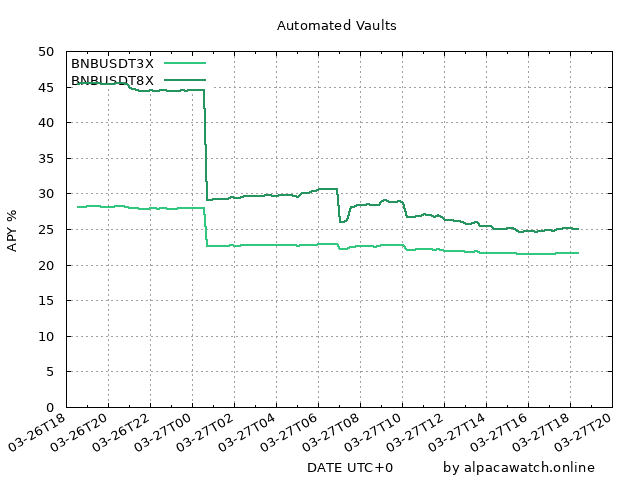 Automated Vaults
BNBUSDT3X
BNBUSDT8X
50
45
40
35
30
25
20
15
10
5
0
APY %
03-26T18
03-26T20
03-26T22
03-27T00
03-27T02
03-27T04
03-27T06
03-27T08
03-27T10
03-27T12
03-27T14
03-27T16
03-27T18
03-27T20
DATE UTC+0
by alpacawatch.online